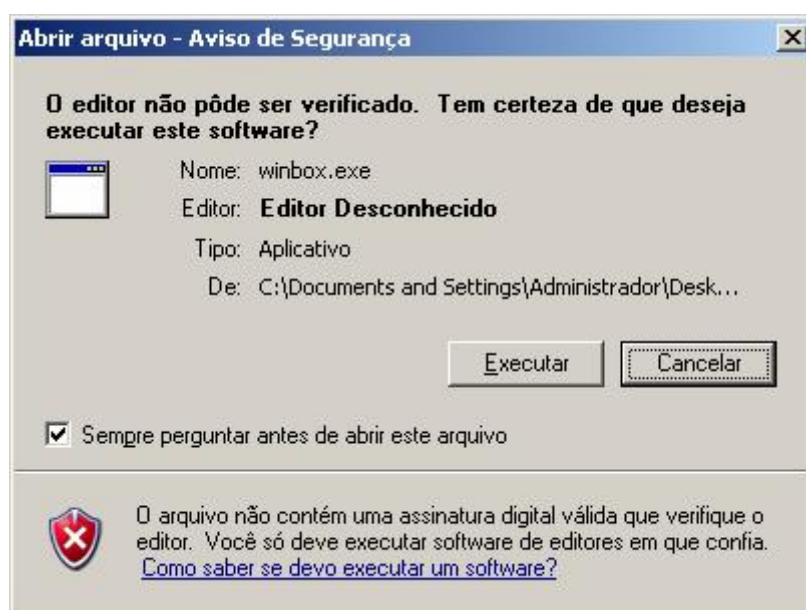 Abrir arquivo - Aviso de Segurança
O editor não pôde ser verificado. Tem certeza de que deseja
executar este software?
Nome: winbox.exe
Editor: Editor Desconhecido
Tipo: Aplicativo
De: C:\Documents and Settings\Administrador\Desk...
Executar
Cancelar
Sempre perguntar antes de abrir este arquivo
O arquivo não contém uma assinatura digital válida que verifique o
editor. Você só deve executar software de editores em que confia.
Como saber se devo executar um software?